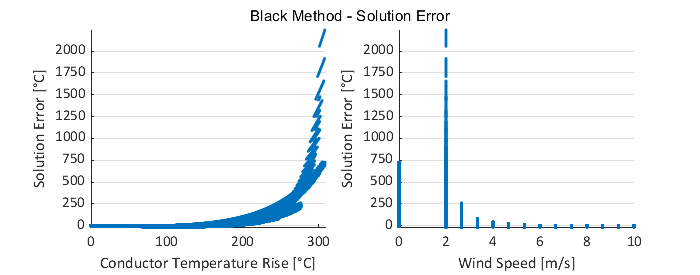 Black Method - Solution Error
Solution Error [°C]
2000
1750
1500
1250
1000
750
500
250
0
0 100 200 300
Conductor Temperature Rise [°C]
Solution Error [°C]
2000
1750
1500
1250
1000
750
500
250
0
0 2 4 6 8 10
Wind Speed [m/s]